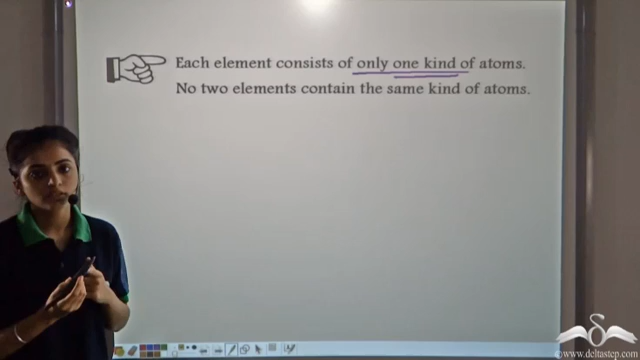 Each element consists of only one kind of atoms.
No two elements contain the same kind of atoms.
©www.deltastep.com